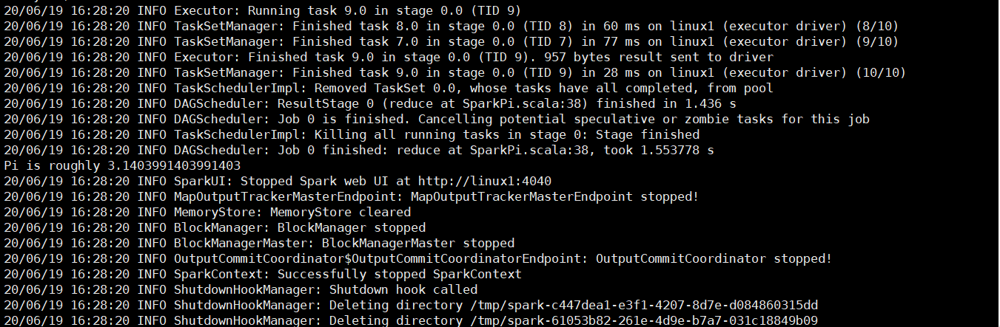 20/06/19 16:28:20 INFO Executor: Running task 9.0 in stage 0.0 (TID 9)
20/06/19 16:28:20 INFO TaskSetManager: Finished task 8.0 in stage 0.0 (TID 8) in 60 ms on linux1 (executor driver) (8/10)
20/06/19 16:28:20 INFO TaskSetManager: Finished task 7.0 in stage 0.0 (TID 7) in 77 ms on linux1 (executor driver) (9/10)
20/06/19 16:28:20 INFO Executor: Finished task 9.0 in stage 0.0 (TID 9). 957 bytes result sent to driver
20/06/19 16:28:20 INFO TaskSetManager: Finished task 9.0 in stage 0.0 (TID 9) in 28 ms on linux1 (executor driver) (10/10)
20/06/19 16:28:20 INFO TaskSchedulerImpl: Removed TaskSet 0.0, whose tasks have all completed, from pool
20/06/19 16:28:20 INFO DAGScheduler: ResultStage 0 (reduce at SparkPi.scala:38) finished in 1.436 s
20/06/19 16:28:20 INFO DAGScheduler: Job 0 is finished. Cancelling potential speculative or zombie tasks for this job
20/06/19 16:28:20 INFO TaskSchedulerImpl: Killing all running tasks in stage 0: Stage finished
20/06/19 16:28:20 INFO DAGScheduler: Job 0 finished: reduce at SparkPi.scala:38, took 1.553778 s
Pi is roughly 3.1403991403991403
20/06/19 16:28:20 INFO SparkUI: Stopped Spark web UI at http://linux1:4040
20/06/19 16:28:20 INFO MapOutputTrackerMasterEndpoint: MapOutputTrackerMasterEndpoint stopped!
20/06/19 16:28:20 INFO MemoryStore: MemoryStore cleared
20/06/19 16:28:20 INFO BlockManager: BlockManager stopped
20/06/19 16:28:20 INFO BlockManagerMaster: BlockManagerMaster stopped
20/06/19 16:28:20 INFO OutputCommitCoordinator$OutputCommitCoordinatorEndpoint: OutputCommitCoordinator stopped!
20/06/19 16:28:20 INFO SparkContext: Successfully stopped SparkContext
20/06/19 16:28:20 INFO ShutdownHookManager: Shutdown hook called
20/06/19 16:28:20 INFO ShutdownHookManager: Deleting directory /tmp/spark-c447dea1-e3f1-4207-8d7e-d084860315dd
20/06/19 16:28:20 INFO ShutdownHookManager: Deleting directory /tmp/spark-61053b82-261e-4d9e-b7a7-031c18849b09